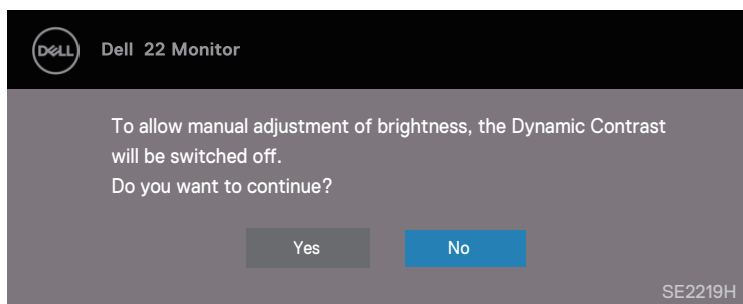 DELL
Dell 22 Monitor
To allow manual adjustment of brightness, the Dynamic Contrast
will be switched off.
Do you want to continue?
Yes No
SE2219H